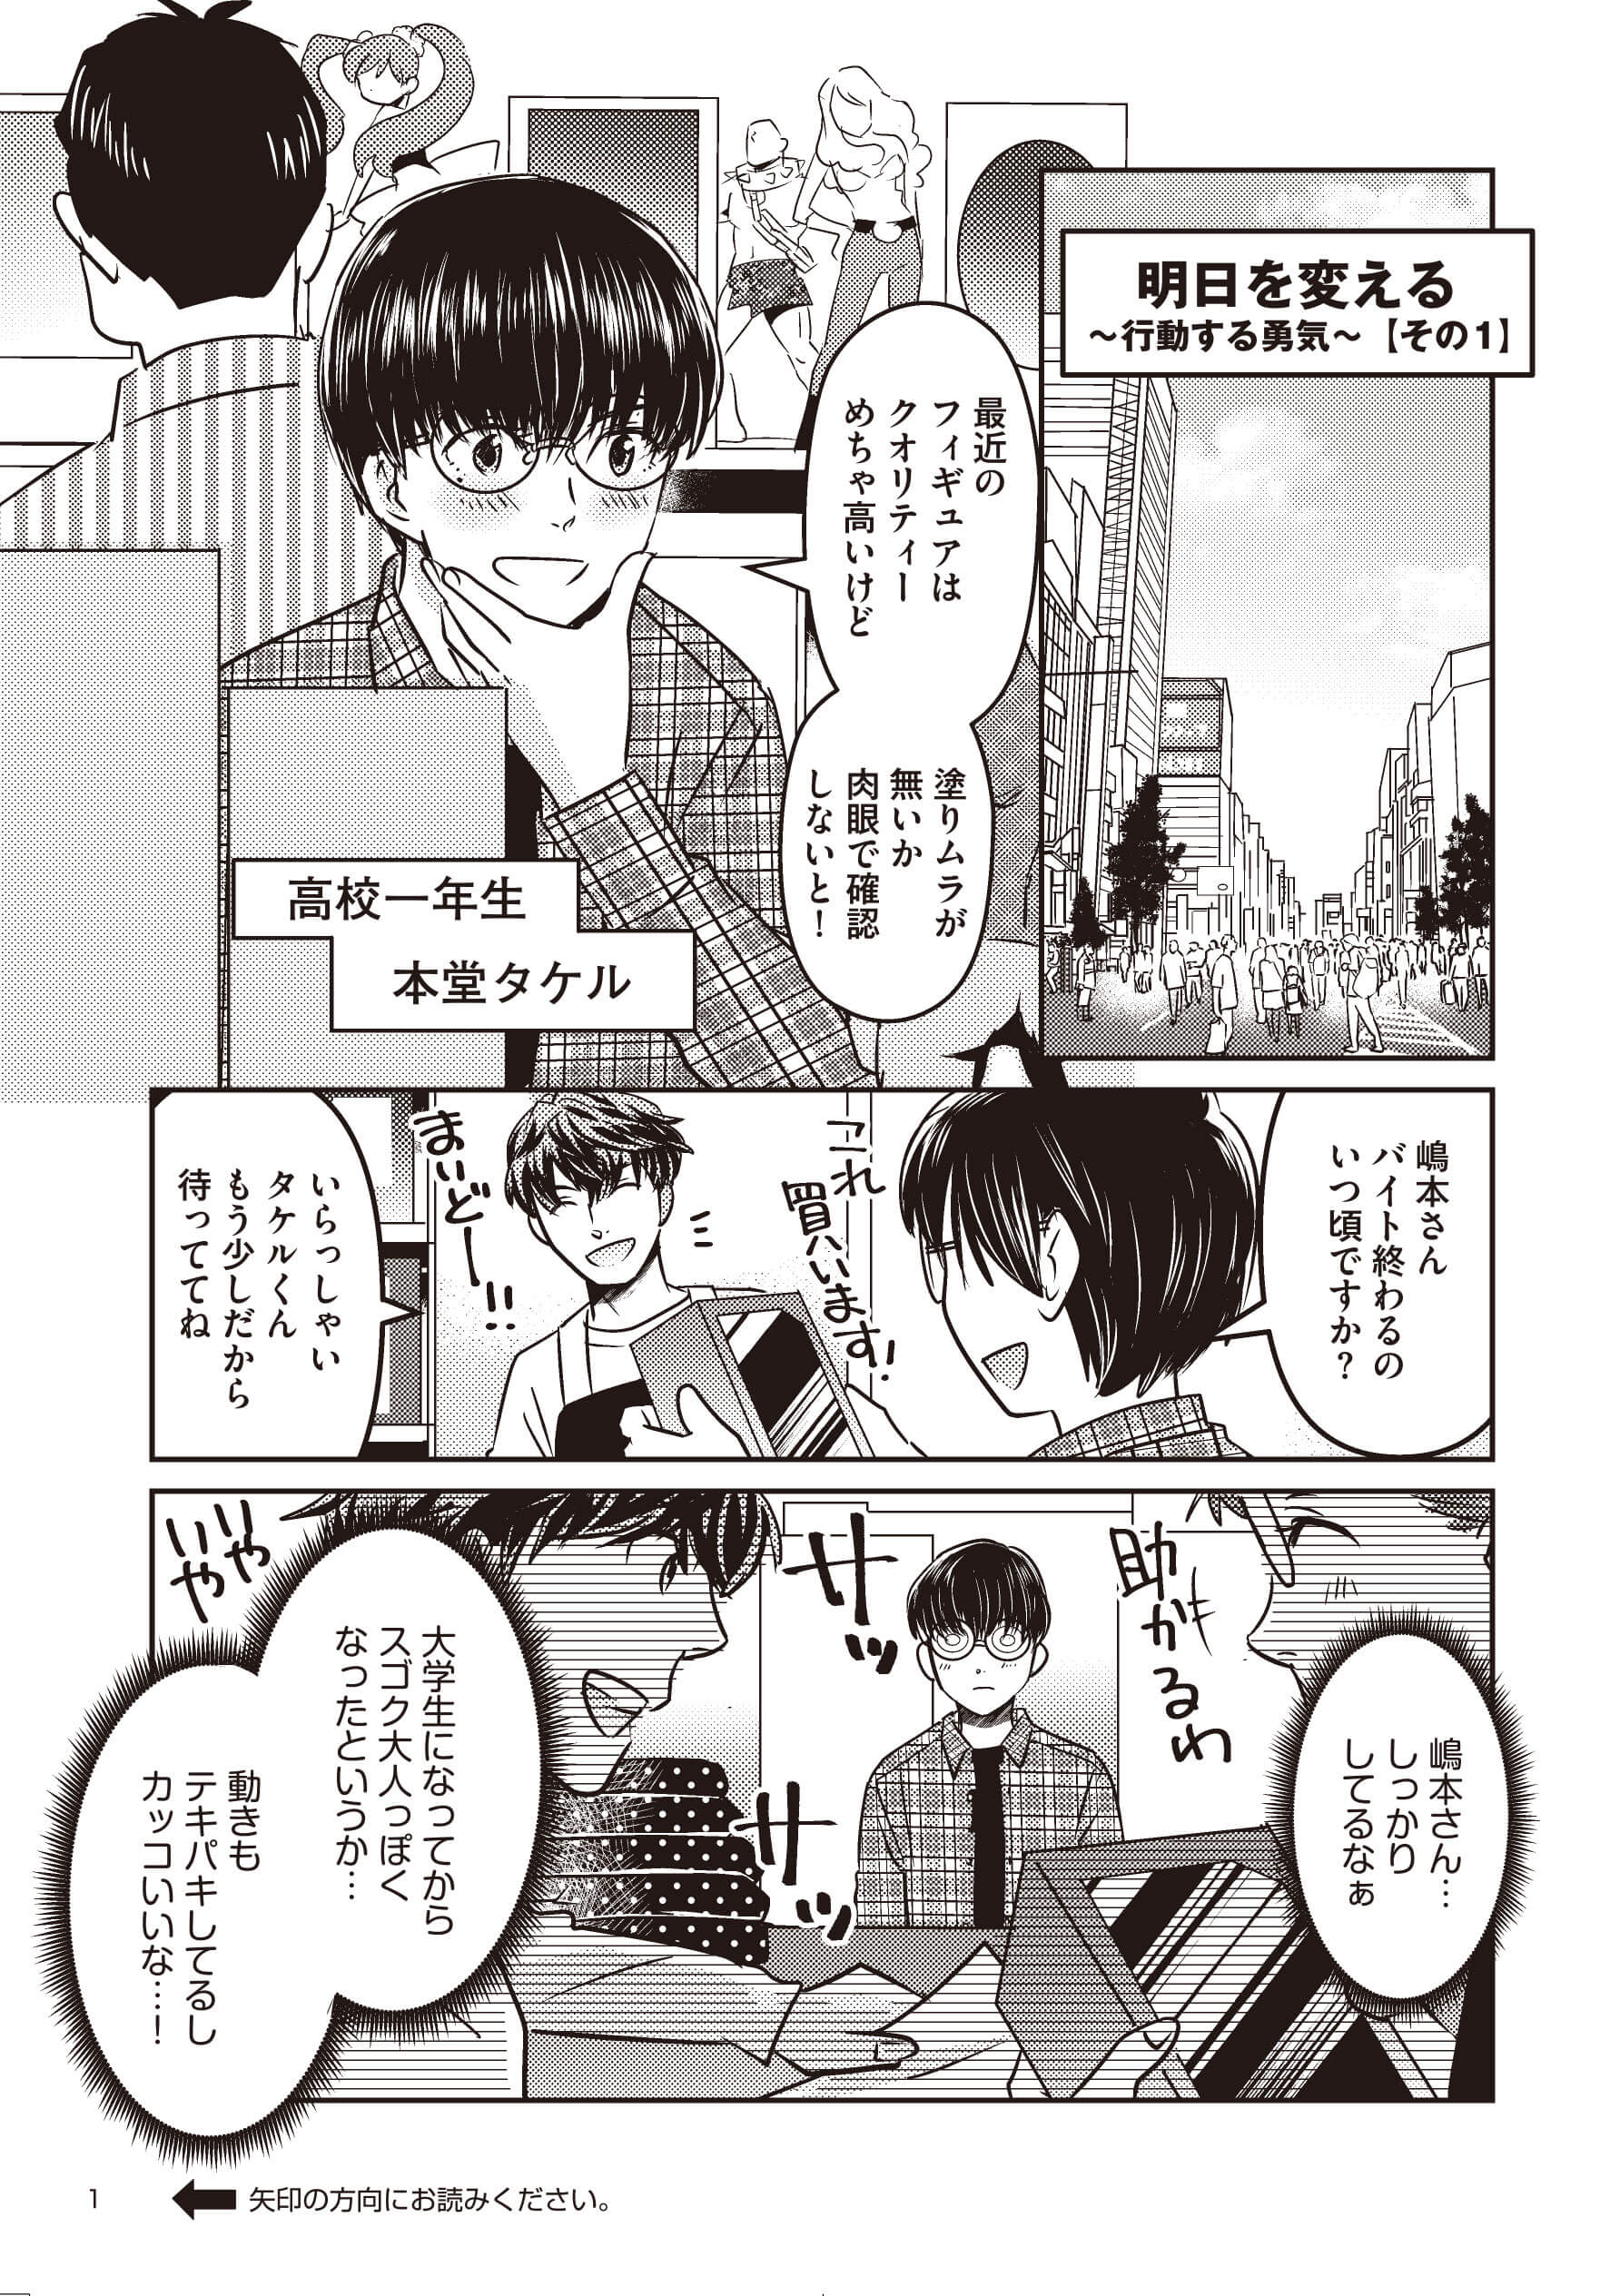 明日を変える
～行動する勇気～【その1】
最近の
フィギュアは
クオリティー
めちゃ高いけど
塗りムラが
無いか
肉眼で確認
しないと！
高校一年生
本堂タケル
嶋本さん
バイト終わるの
いつ頃ですか？
これ
買います！
まいどー！！
いらっしゃい
タケルくん
もう少しだから
待っててね
嶋本さん…
しっかり
してるなぁ
助かるわ
サッ
サッ
大学生になってから
スゴク大人っぽく
なったというか…
いやいや
動きも
テキパキしてるし
カッコいいな…！
1
矢印の方向にお読みください。